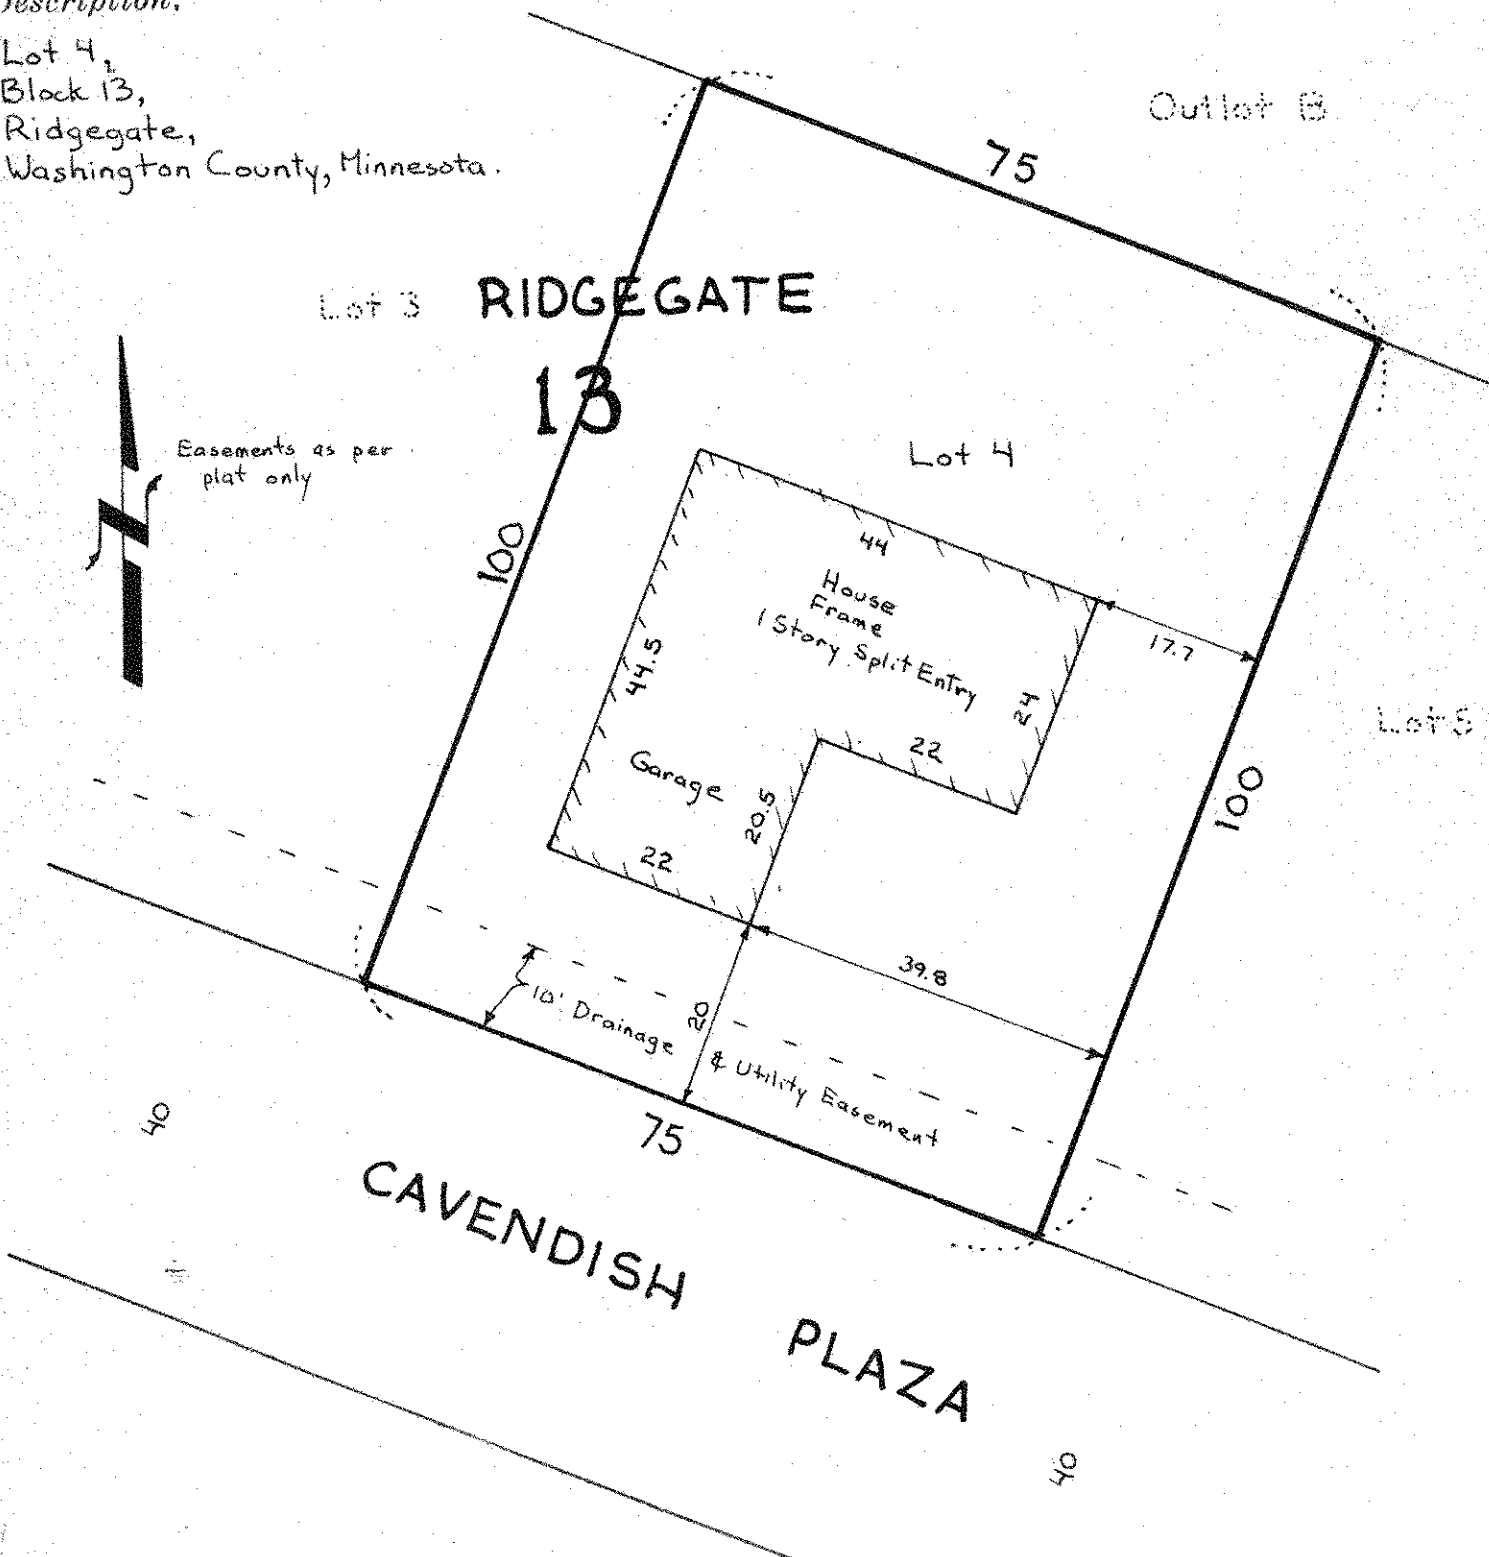 Description:
Lot 4,
Block 13,
Ridgegate,
Washington County, Minnesota.
Outlot B
75
Lot 3
RIDGEGATE
13
Easements as per
plat only
Lot 4
100
44
House
Frame
1 Story Split Entry
17.7
44.5
24
22
Lot 5
Garage
20.5
100
22
39.8
20
10' Drainage
& Utility Easement
75
40
CAVENDISH PLAZA
40